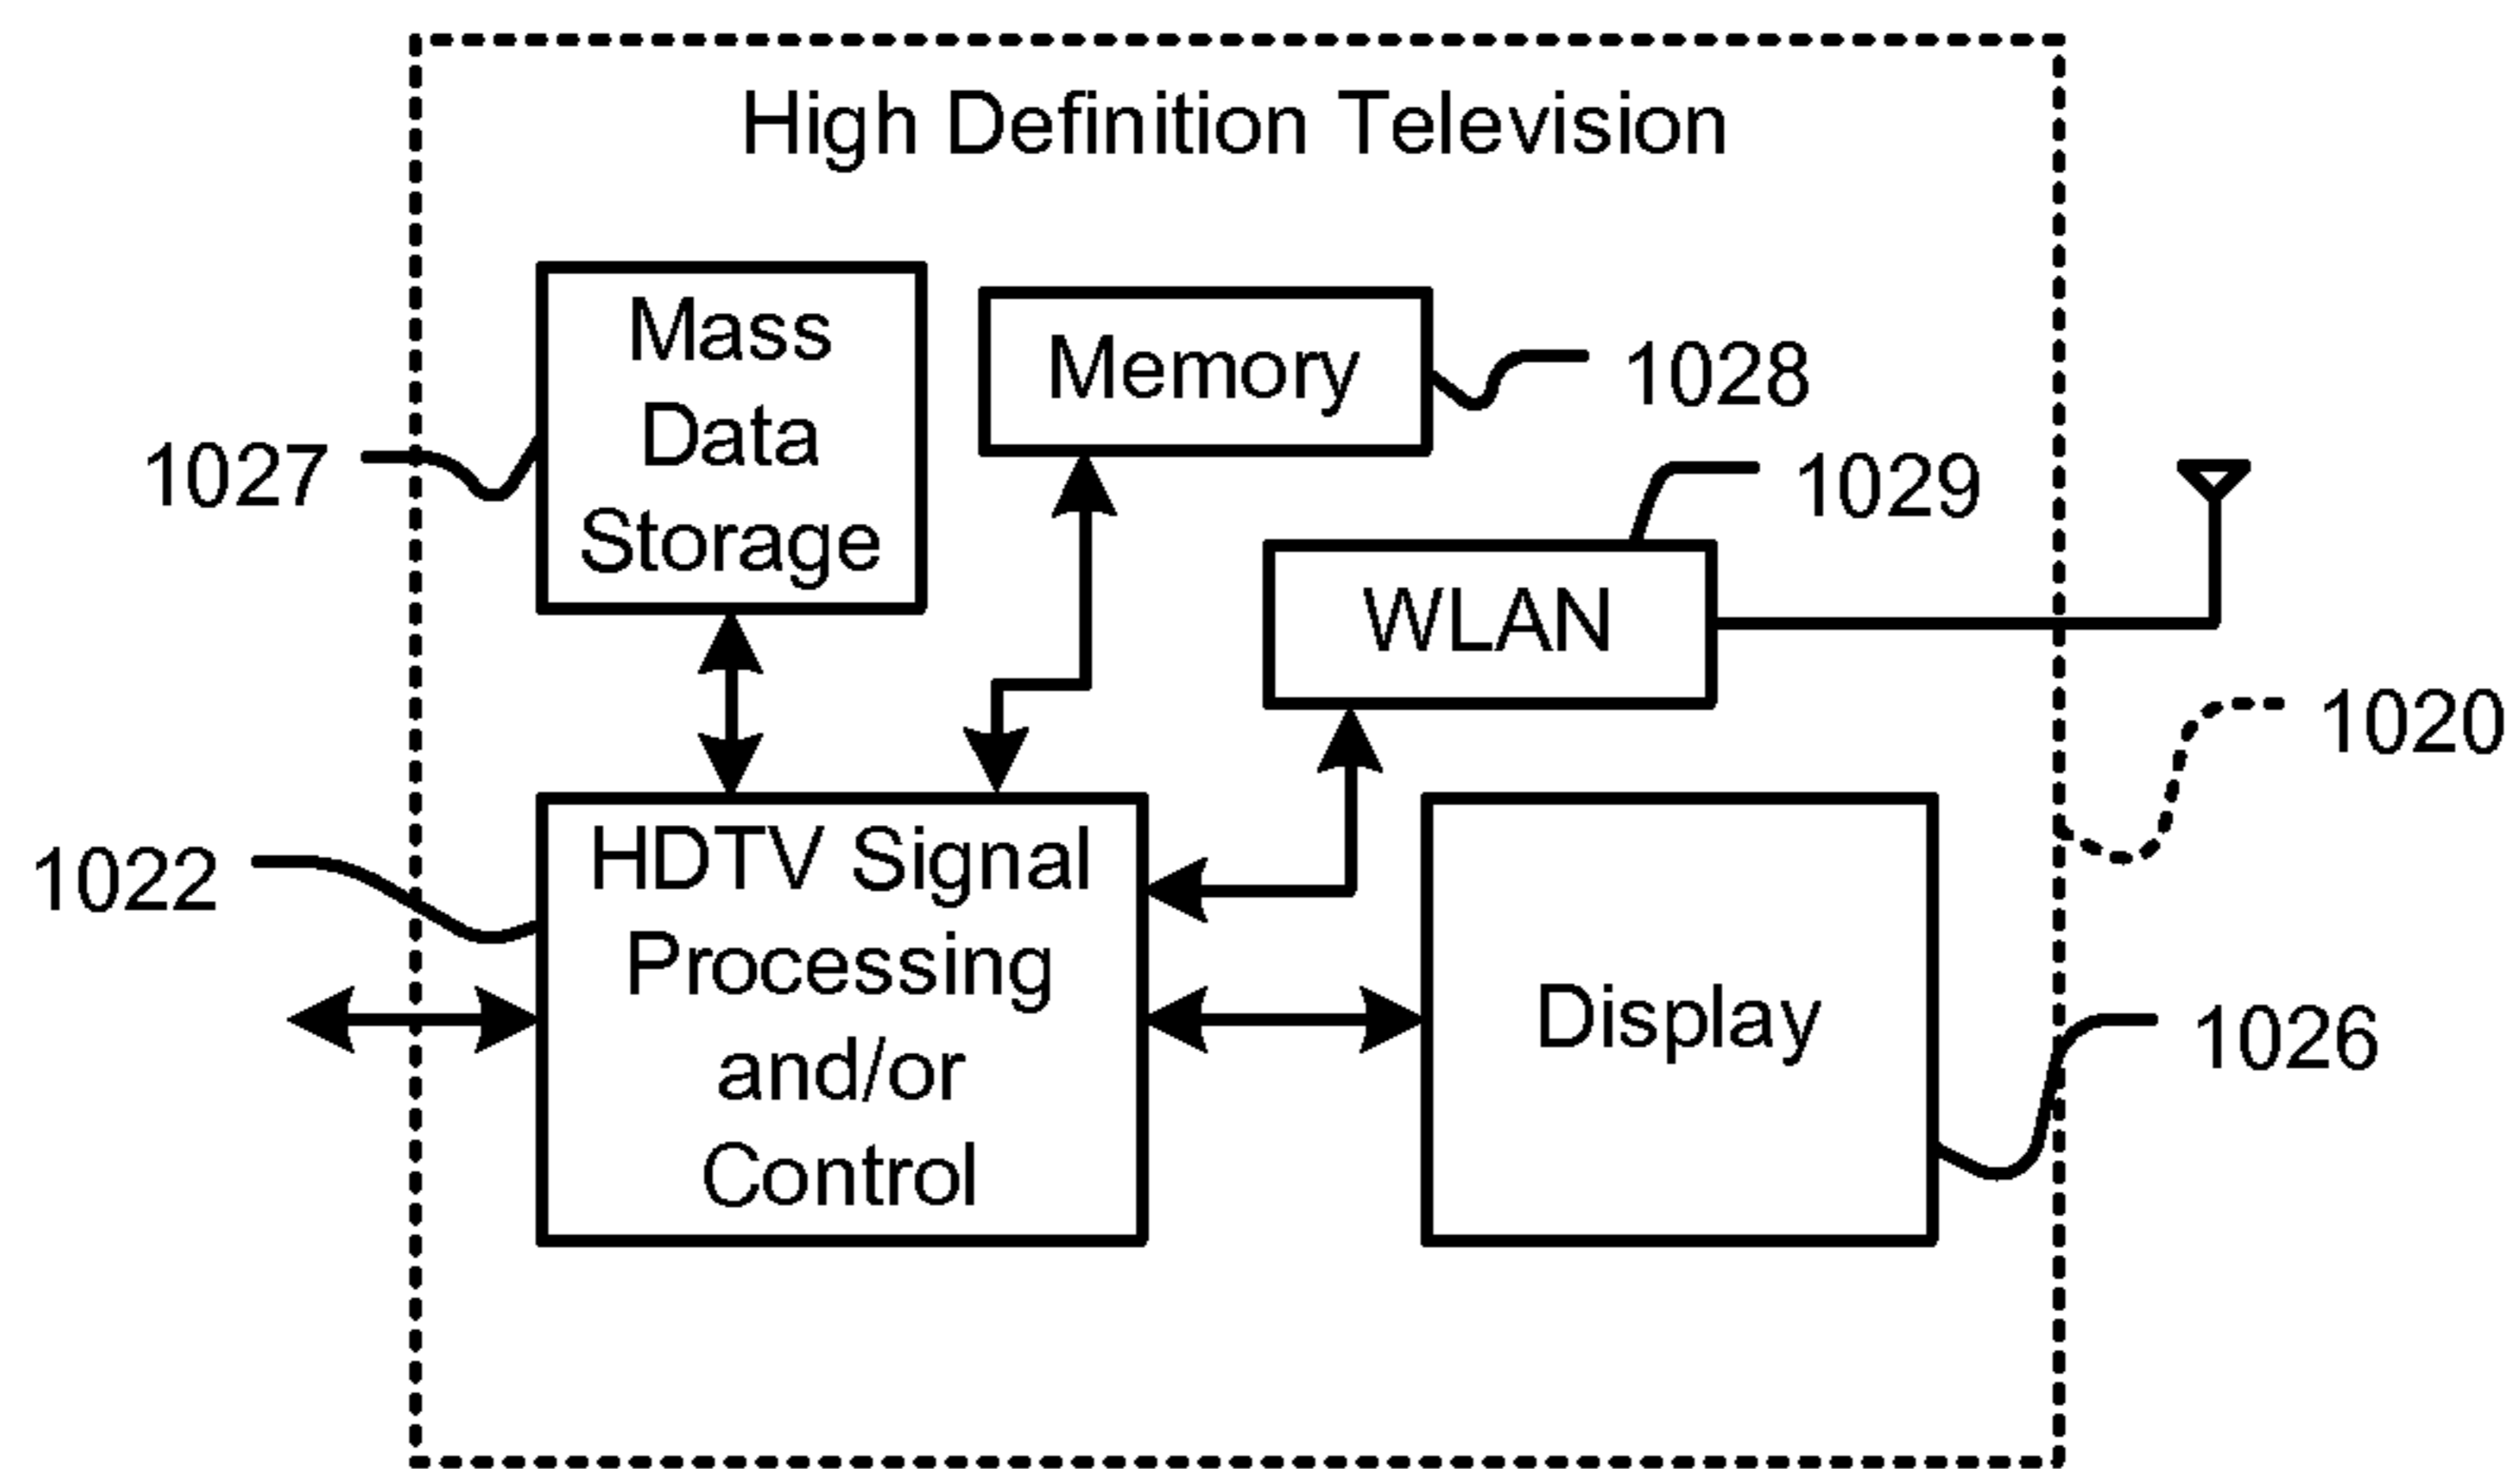 High Definition Television
Mass
Data
Storage
Memory
1028
1027
1029
WLAN
1020
1022
HDTV Signal
Processing
and/or
Control
Display
1026